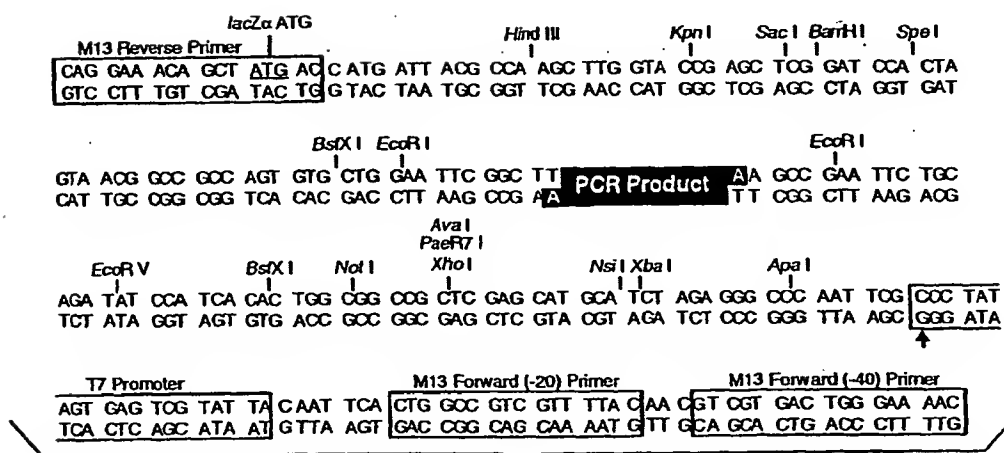 lacZα ATG
M13 Reverse Primer Hind III Kpn I Sac I BamH I Spe I
CAG GAA ACA GCT ATG AC C ATG ATT ACG CCA AGC TTG GTA CCG AGC TCG GAT CCA CTA
GTC CTT TGT CGA TAC TG G TAC TAA TGC GGT TCG AAC CAT GGC TCG AGC CTA GGT GAT
BstX I EcoR I EcoR I
GTA ACG GCC GCC AGT GTG CTG GAA TTC GGC TT PCR Product A A GCC GAA TTC TGC
CAT TGC CGG CGG TCA CAC GAC CTT AAG CCG A A T T CGG CTT AAG ACG
Ava I
PaeR7 I
EcoR V BstX I Not I Xho I Nsi I Xba I Apa I
AGA TAT CCA TCA CAC TGG CGG CCG CTC GAG CAT GCA TCT AGA GGG CCC AAT TCG CCC TAT
TCT ATA GGT AGT GTG ACC GCC GGC GAG CTC GTA CGT AGA TCT CCC GGG TTA AGC GGG ATA
T7 Promoter M13 Forward (-20) Primer M13 Forward (-40) Primer
AGT GAG TCG TAT TA C AAT TCA CTG GCC GTC GTT TTA C AA C GT CGT GAC TGG GAA AAC
TCA CTC AGC ATA AT G TTA AGT GAC CGG CAG CAA AAT G TT G CA GCA CTG ACC CTT TTG